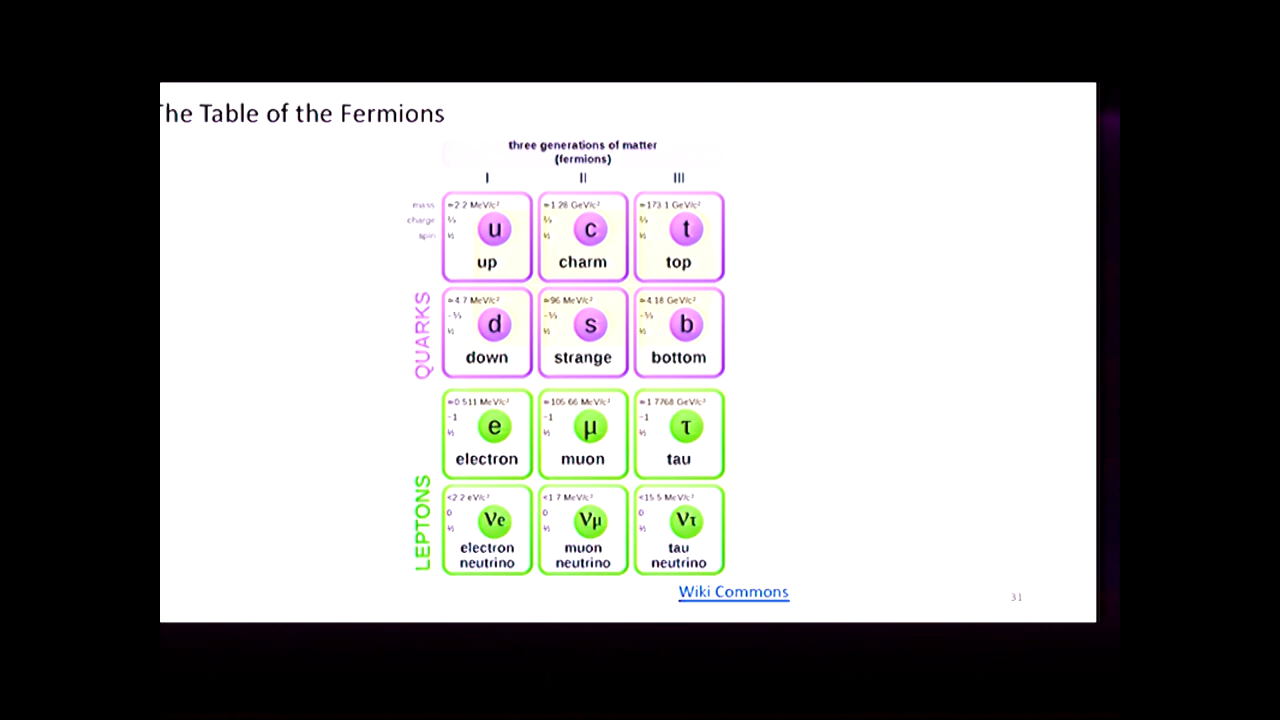 The Table of the Fermions
three generations of matter
(fermions)
I II III
mass
charge
spin
≈2.2 MeV/c²
⅔
½
u
up
≈1.28 GeV/c²
⅔
½
c
charm
≈173.1 GeV/c²
⅔
½
t
top
QUARKS
≈4.7 MeV/c²
-⅓
½
d
down
≈96 MeV/c²
-⅓
½
s
strange
≈4.18 GeV/c²
-⅓
½
b
bottom
LEPTONS
≈0.511 MeV/c²
-1
½
e
electron
≈105.66 MeV/c²
-1
½
μ
muon
≈1.7768 GeV/c²
-1
½
τ
tau
<2.2 eV/c²
0
½
νe
electron
neutrino
<1.7 MeV/c²
0
½
νμ
muon
neutrino
<15.5 MeV/c²
0
½
ντ
tau
neutrino
Wiki Commons
31